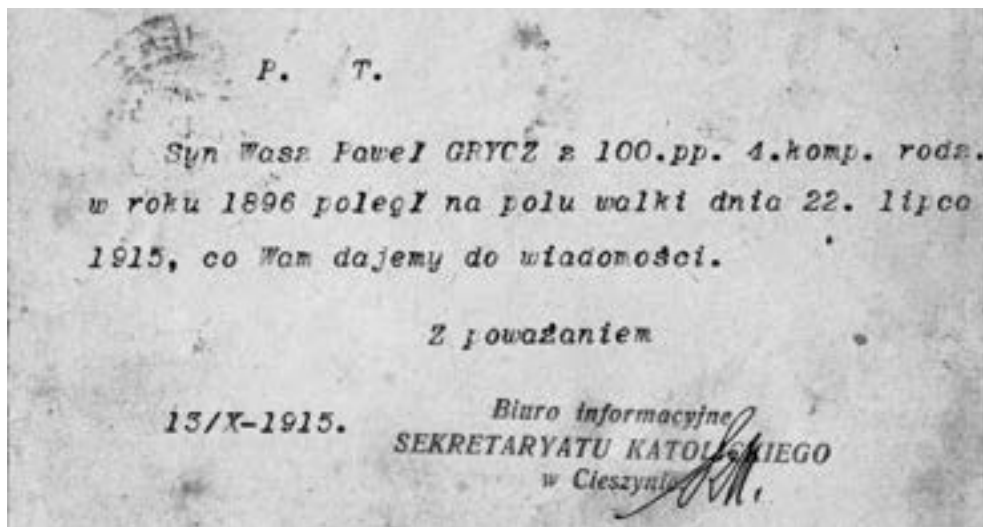 P. T.
Syn Wasz Paweł GRYCZ z 100.pp. 4.komp. rodz.
w roku 1896 poległ na polu walki dnia 22. lipca
1915, co Wam dajemy do wiadomości.
Z poważaniem
13/X-1915.
Biuro informacyjne
SEKRETARYATU KATOLICKIEGO
w Cieszynie